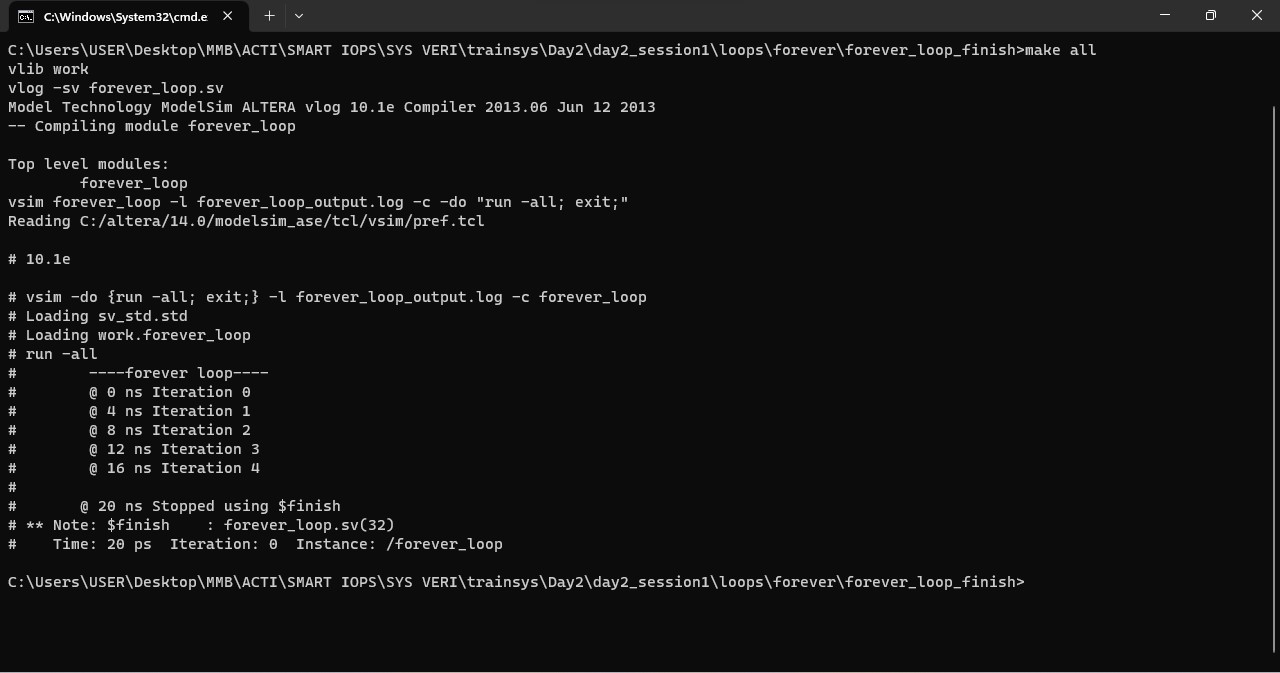 C:\Windows\System32\cmd.e
C:\Users\USER\Desktop\MMB\ACTI\SMART IOPS\SYS VERI\trainsys\Day2\day2_session1\loops\forever\forever_loop_finish>make all
vlib work
vlog -sv forever_loop.sv
Model Technology ModelSim ALTERA vlog 10.1e Compiler 2013.06 Jun 12 2013
-- Compiling module forever_loop
Top level modules:
forever_loop
vsim forever_loop -l forever_loop_output.log -c -do "run -all; exit;"
Reading C:/altera/14.0/modelsim_ase/tcl/vsim/pref.tcl
# 10.1e
# vsim -do {run -all; exit;} -l forever_loop_output.log -c forever_loop
# Loading sv_std.std
# Loading work.forever_loop
# run -all
# ----forever loop----
# @ 0 ns Iteration 0
# @ 4 ns Iteration 1
# @ 8 ns Iteration 2
# @ 12 ns Iteration 3
# @ 16 ns Iteration 4
#
# @ 20 ns Stopped using $finish
# ** Note: $finish : forever_loop.sv(32)
# Time: 20 ps Iteration: 0 Instance: /forever_loop
C:\Users\USER\Desktop\MMB\ACTI\SMART IOPS\SYS VERI\trainsys\Day2\day2_session1\loops\forever\forever_loop_finish>